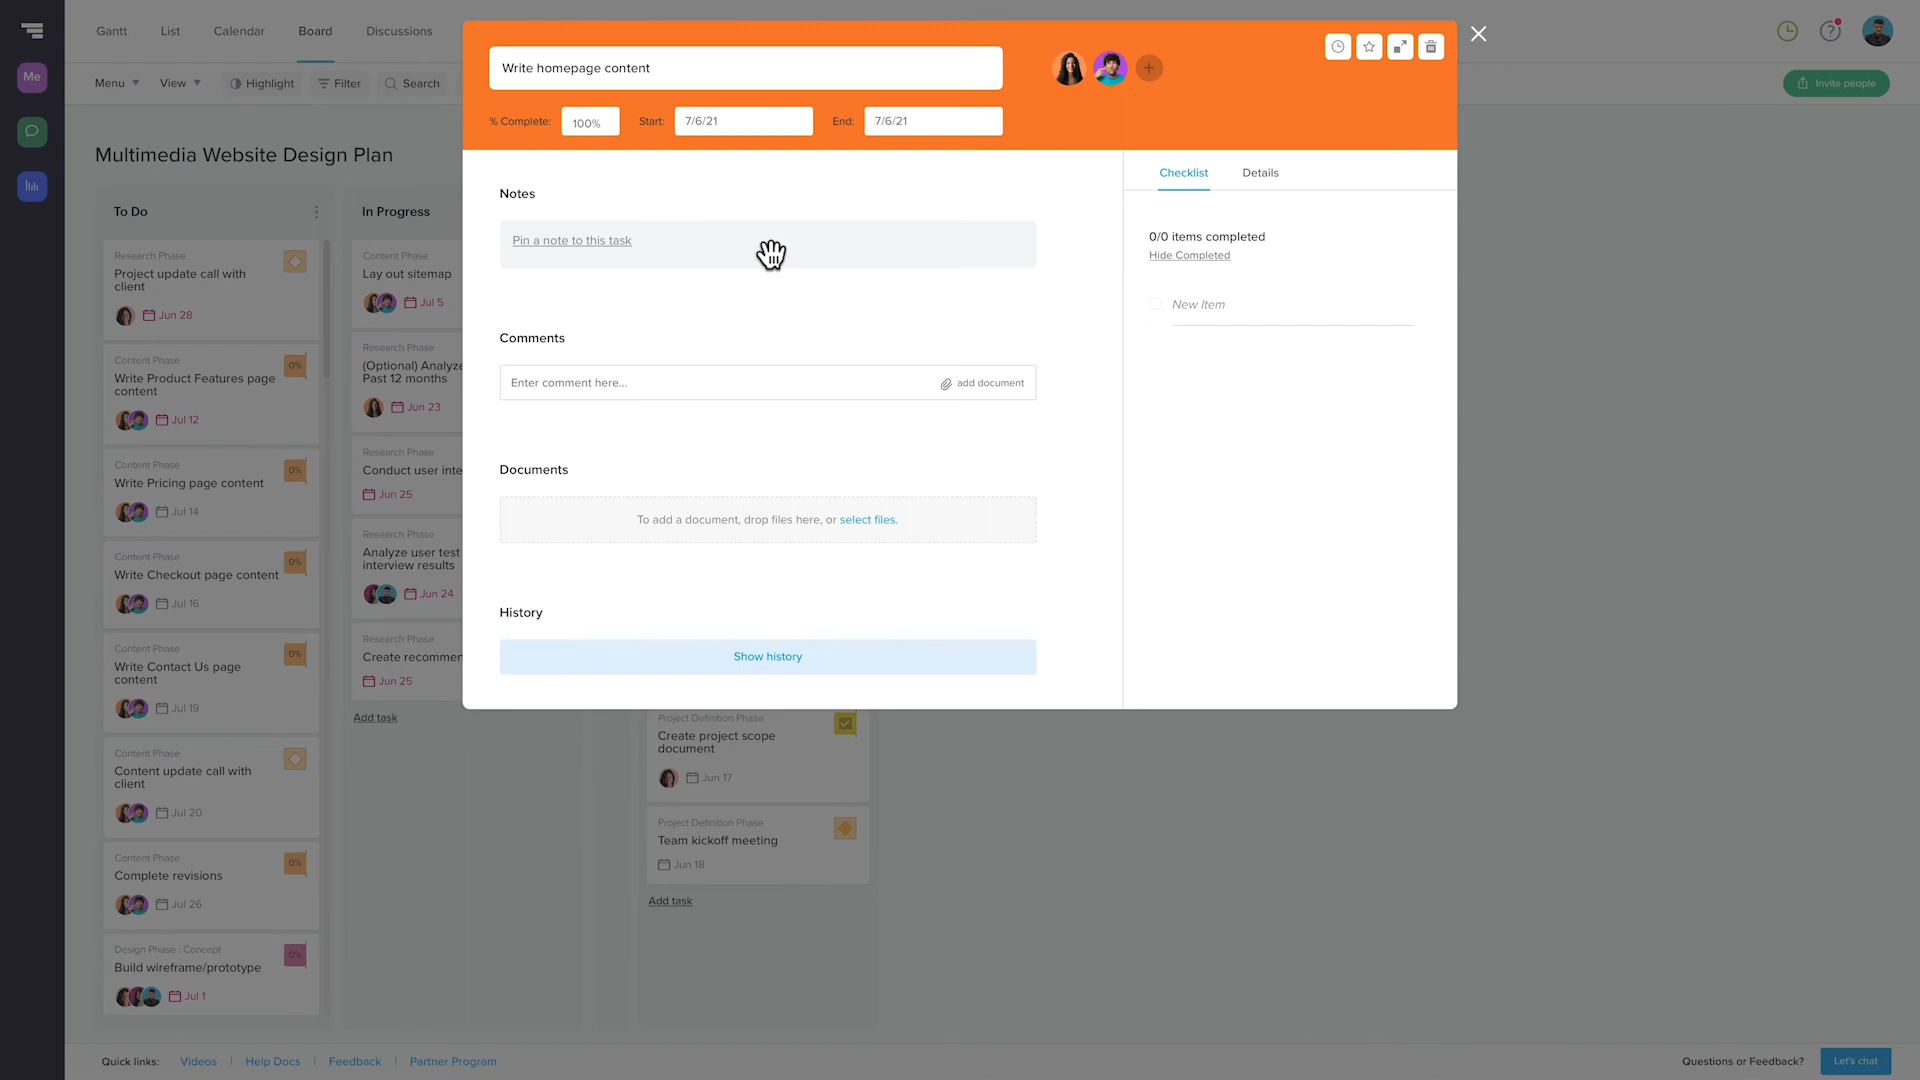 Gantt
List
Calendar
Board
Discussions
Me
Menu
View
Highlight
Filter
Search
Invite people
Multimedia Website Design Plan
To Do
Research Phase
Project update call with
client
Jun 28
Content Phase
Write Product Features page
content
0%
Jul 12
Content Phase
Write Pricing page content
0%
Jul 14
Content Phase
Write Checkout page content
0%
Jul 16
Content Phase
Write Contact Us page
content
0%
Jul 19
Content Phase
Content update call with
client
Jul 20
Content Phase
Complete revisions
0%
Jul 26
Design Phase : Concept
Build wireframe/prototype
0%
Jul 1
In Progress
Content Phase
Lay out sitemap
Jul 5
Research Phase
(Optional) Analyze
Past 12 months
Jun 23
Research Phase
Conduct user inte
Jun 25
Research Phase
Analyze user test
interview results
Jun 24
Research Phase
Create recommen
Jun 25
Add task
Project Definition Phase
Create project scope
document
Jun 17
Project Definition Phase
Team kickoff meeting
Jun 18
Add task
Write homepage content
% Complete:
100%
Start:
7/6/21
End:
7/6/21
Notes
Pin a note to this task
Comments
Enter comment here...
add document
Documents
To add a document, drop files here, or select files.
History
Show history
Checklist
Details
0/0 items completed
Hide Completed
New Item
Quick links:
Videos
|
Help Docs
|
Feedback
|
Partner Program
Questions or Feedback?
Let's chat